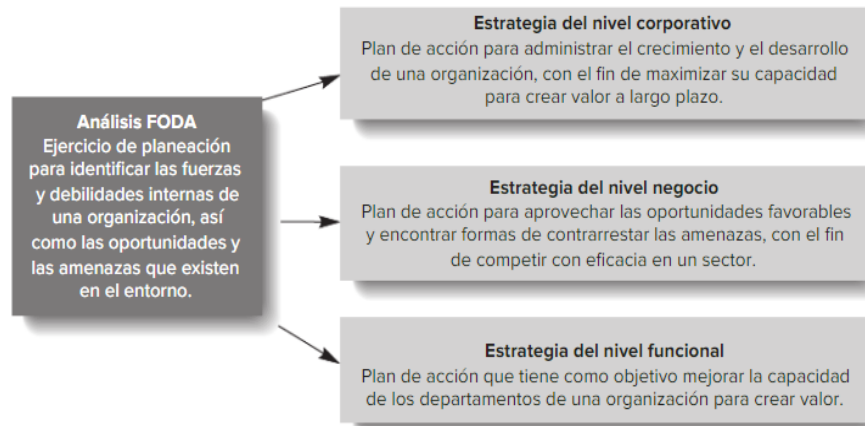 Análisis FODA
Ejercicio de planeación
para identificar las fuerzas
y debilidades internas de
una organización, así
como las oportunidades y
las amenazas que existen
en el entorno.
Estrategia del nivel corporativo
Plan de acción para administrar el crecimiento y el desarrollo
de una organización, con el fin de maximizar su capacidad
para crear valor a largo plazo.
Estrategia del nivel negocio
Plan de acción para aprovechar las oportunidades favorables
y encontrar formas de contrarrestar las amenazas, con el fin
de competir con eficacia en un sector.
Estrategia del nivel funcional
Plan de acción que tiene como objetivo mejorar la capacidad
de los departamentos de una organización para crear valor.